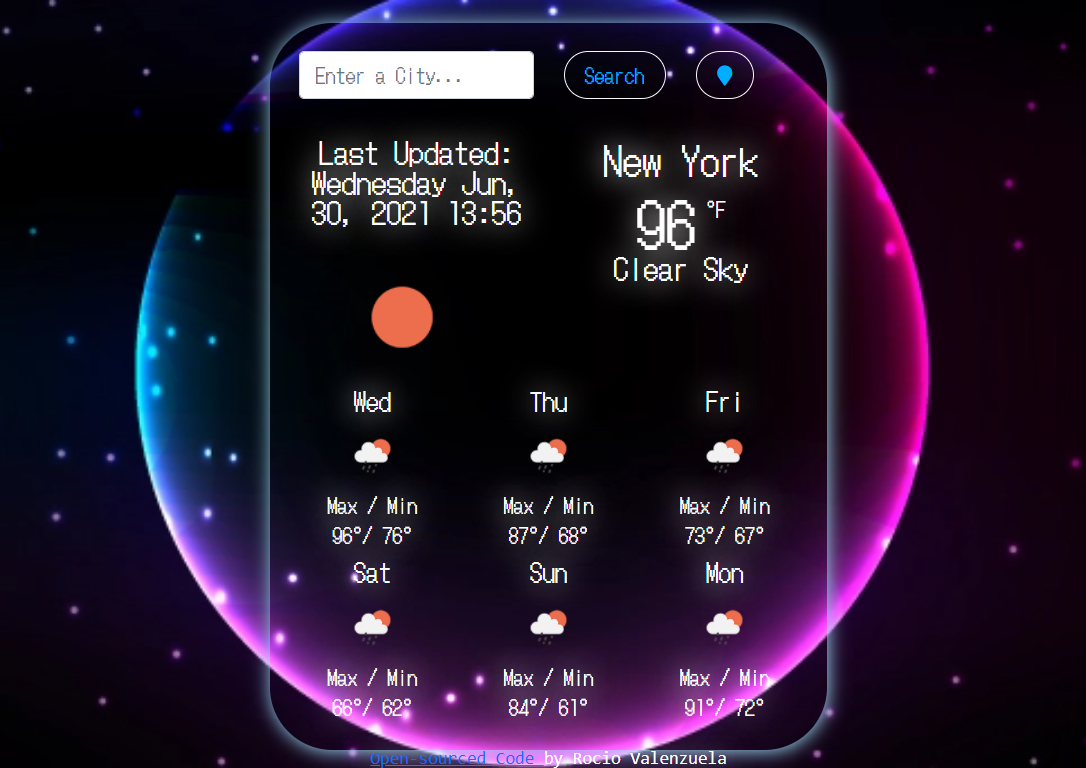 Enter a City...
Search
Last Updated:
Wednesday Jun,
30, 2021 13:56
New York
96 °F
Clear Sky
Wed Thu Fri
Max / Min Max / Min Max / Min
96°/ 76° 87°/ 68° 73°/ 67°
Sat Sun Mon
Max / Min Max / Min Max / Min
66°/ 62° 84°/ 61° 91°/ 72°
Open-sourced Code by Rocio Valenzuela